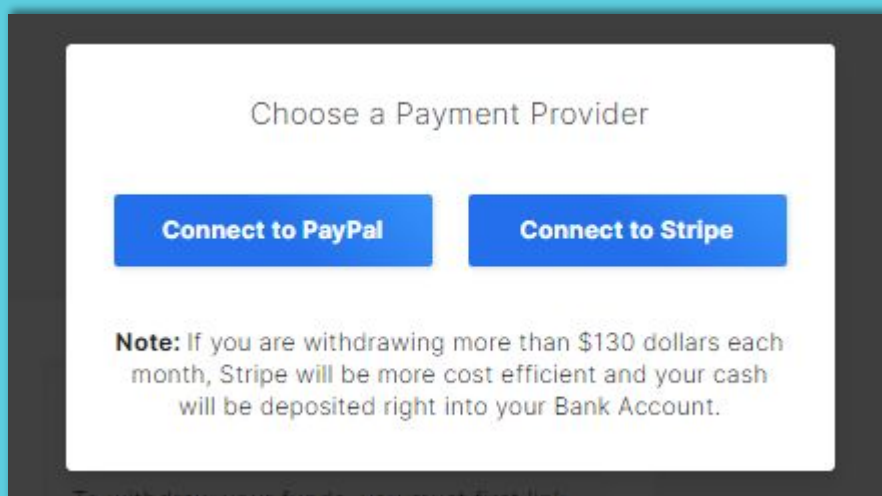 Choose a Payment Provider
Connect to PayPal
Connect to Stripe
Note: If you are withdrawing more than $130 dollars each
month, Stripe will be more cost efficient and your cash
will be deposited right into your Bank Account.